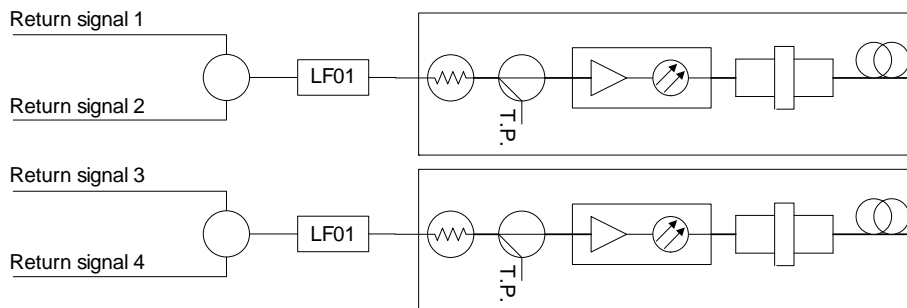 Return signal 1
LF01
Return signal 2
T.P.
Return signal 3
LF01
Return signal 4
T.P.